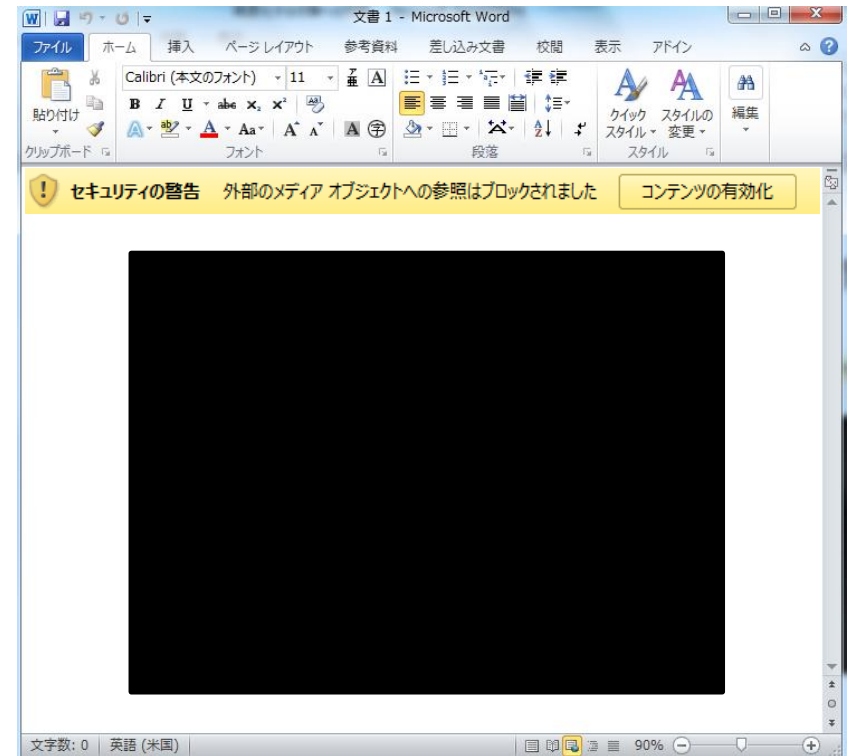 文書 1 - Microsoft Word
ファイル ホーム 挿入 ページ レイアウト 参考資料 差し込み文書 校閲 表示 アドイン
Calibri (本文のフォント) 11
貼り付け
クイック スタイル
スタイルの 変更
編集
クリップボード フォント 段落 スタイル
セキュリティの警告 外部のメディア オブジェクトへの参照はブロックされました コンテンツの有効化
文字数: 0 英語 (米国) 90%